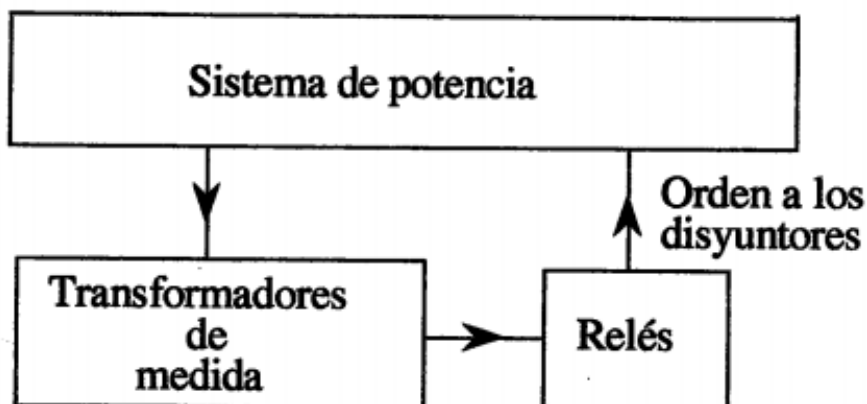 Sistema de potencia
Orden a los
disyuntores
Transformadores
de
medida
Relés